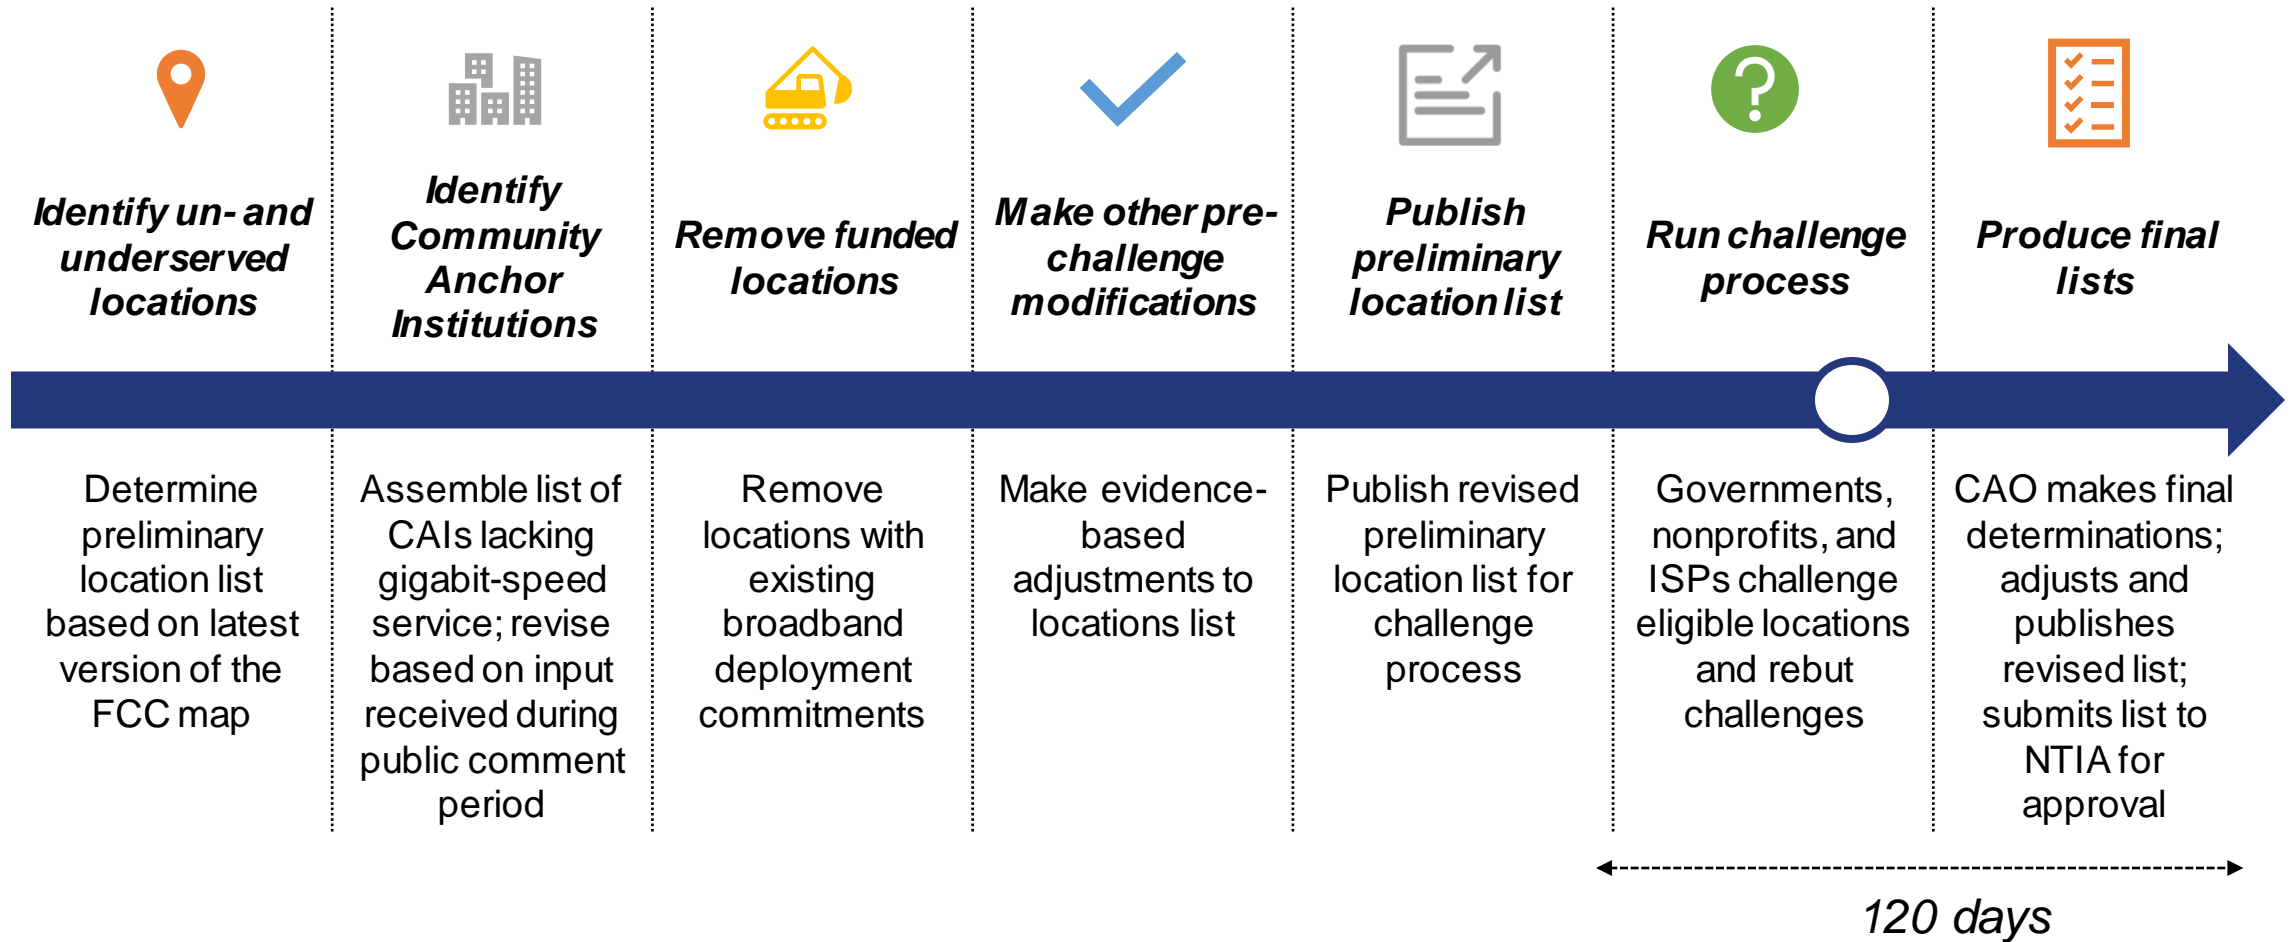 Identify un- and
underserved
locations
Identify
Community
Anchor
Institutions
Remove funded
locations
Make other pre-
challenge
modifications
Publish
preliminary
location list
Run challenge
process
Produce final
lists
Determine
preliminary
location list
based on latest
version of the
FCC map
Assemble list of
CAIs lacking
gigabit-speed
service; revise
based on input
received during
public comment
period
Remove
locations with
existing
broadband
deployment
commitments
Make evidence-
based
adjustments to
locations list
Publish revised
preliminary
location list for
challenge
process
Governments,
nonprofits, and
ISPs challenge
eligible locations
and rebut
challenges
CAO makes final
determinations;
adjusts and
publishes
revised list;
submits list to
NTIA for
approval
120 days